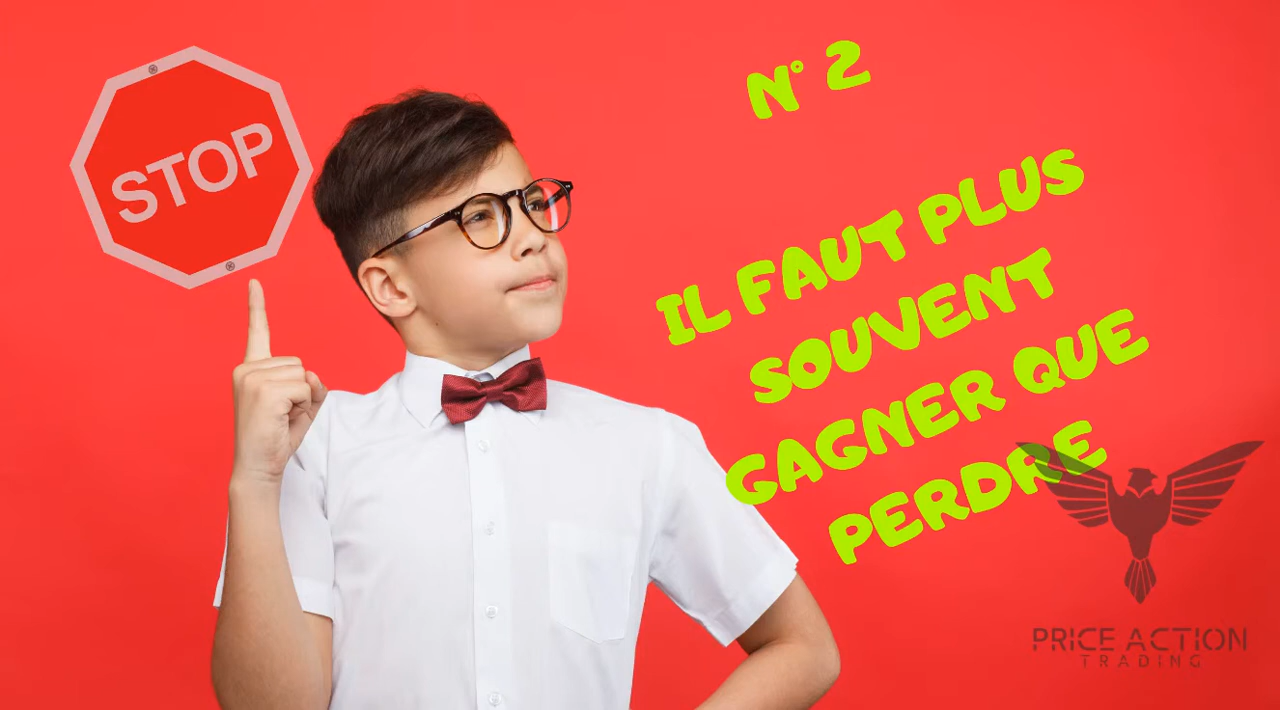 STOP
N° 2
IL FAUT PLUS
SOUVENT
GAGNER QUE
PERDRE
PRICE ACTION
TRADING